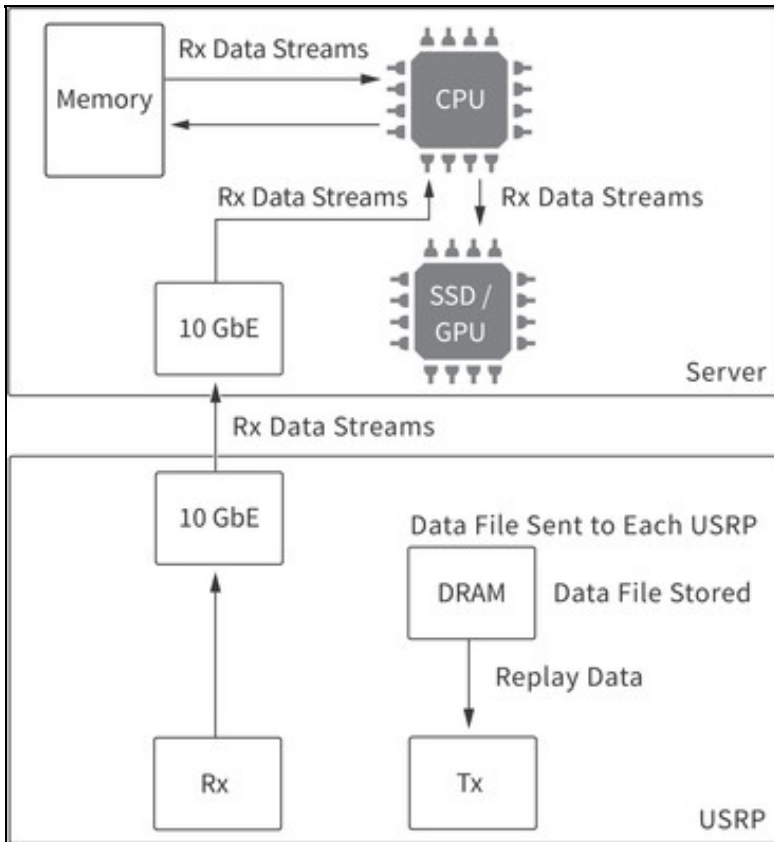 Rx Data Streams
Memory
CPU
Rx Data Streams
Rx Data Streams
SSD /
GPU
10 GbE
Server
Rx Data Streams
10 GbE
Data File Sent to Each USRP
DRAM
Data File Stored
Replay Data
Rx
Tx
USRP